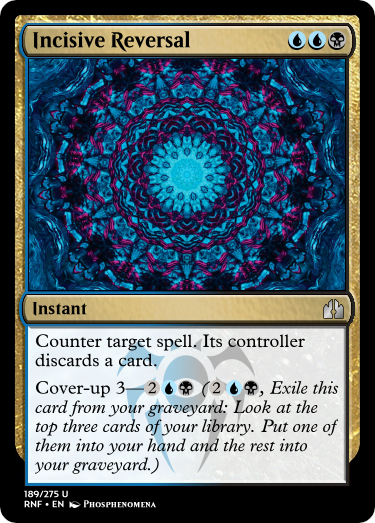 Incisive Reversal
Instant
Counter target spell. Its controller
discards a card.
Cover-up 3—2 (2, Exile this
card from your graveyard: Look at the
top three cards of your library. Put one of
them into your hand and the rest into
your graveyard.)
189/275 U
RNF • EN Phosphenomena